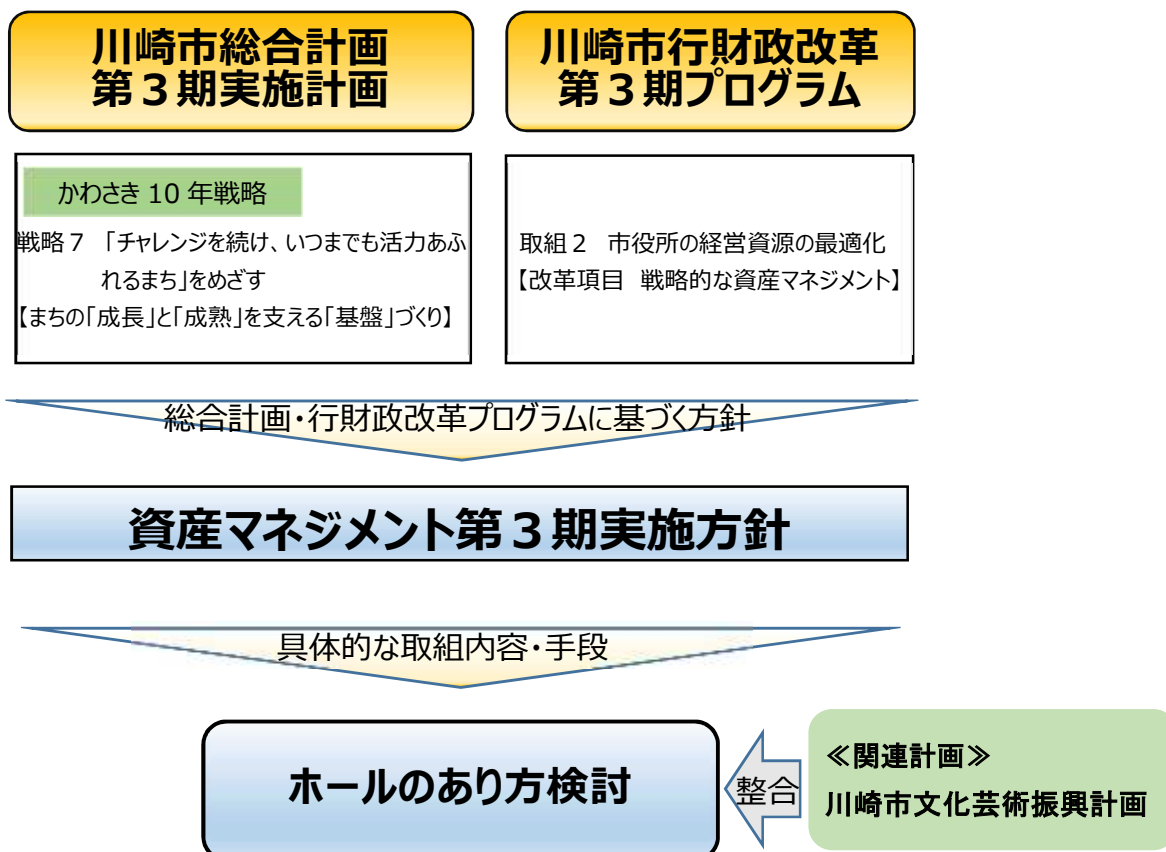 川崎市総合計画
第３期実施計画
川崎市行財政改革
第３期プログラム
かわさき 10 年戦略
戦略７ 「チャレンジを続け、いつまでも活力あふ
れるまち」をめざす
【まちの「成長」と「成熟」を支える「基盤」づくり】
取組２ 市役所の経営資源の最適化
【改革項目 戦略的な資産マネジメント】
総合計画・行財政改革プログラムに基づく方針
資産マネジメント第３期実施方針
具体的な取組内容・手段
ホールのあり方検討
整合
≪関連計画≫
川崎市文化芸術振興計画